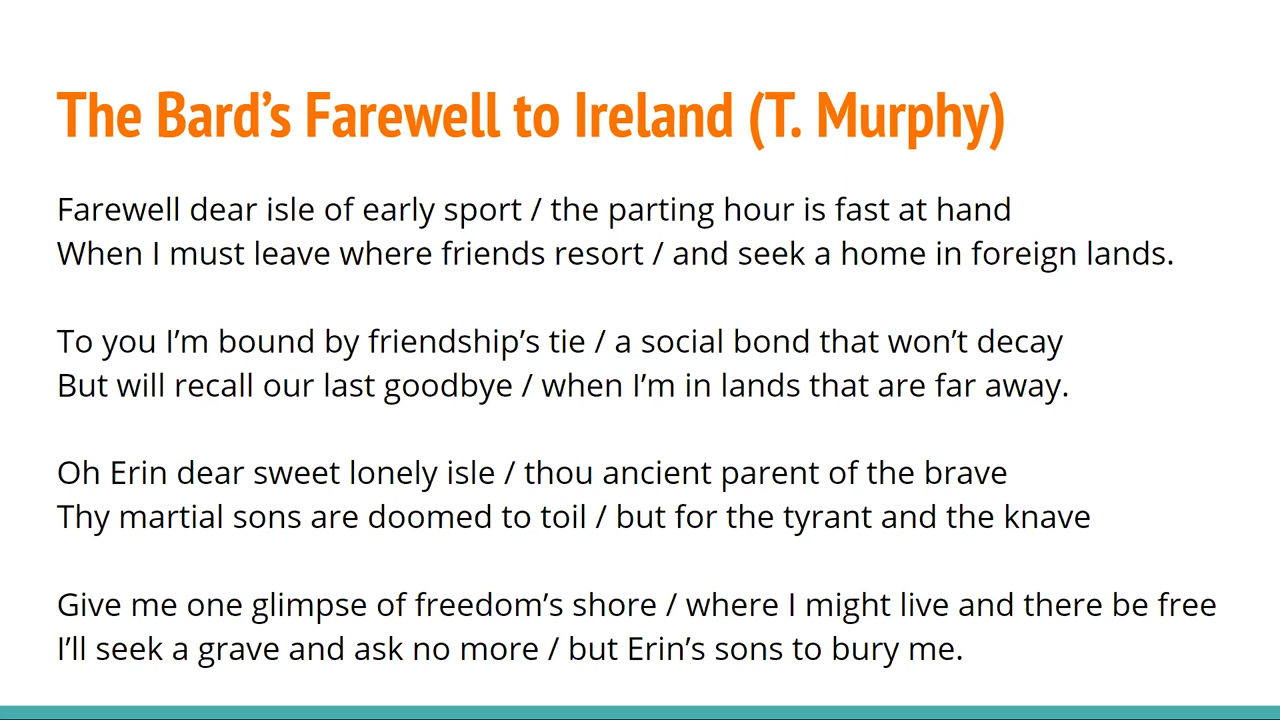 The Bard’s Farewell to Ireland (T. Murphy)
Farewell dear isle of early sport / the parting hour is fast at hand
When I must leave where friends resort / and seek a home in foreign lands.
To you I’m bound by friendship’s tie / a social bond that won’t decay
But will recall our last goodbye / when I’m in lands that are far away.
Oh Erin dear sweet lonely isle / thou ancient parent of the brave
Thy martial sons are doomed to toil / but for the tyrant and the knave
Give me one glimpse of freedom’s shore / where I might live and there be free
I’ll seek a grave and ask no more / but Erin’s sons to bury me.